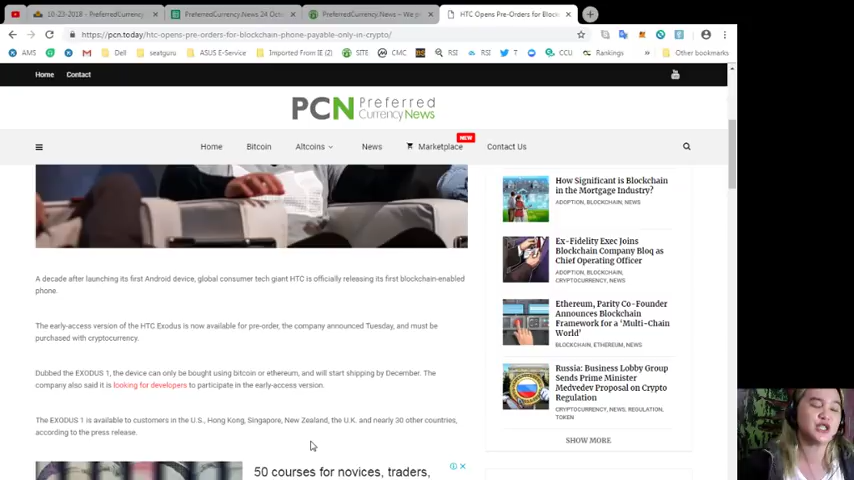 10-23-2018 - PreferredCurrency
PreferredCurrency.News 24 Octo
PreferredCurrency.News – We p
HTC Opens Pre-Orders for Block
https://pcn.today/htc-opens-pre-orders-for-blockchain-phone-payable-only-in-crypto/
AMS
Dell
seatguru
ASUS E-Service
Imported From IE (2)
SITE
CMC
RSI
RSI
T
Z
CCU
Rankings
»
Other bookmarks
Home
Contact
PCN Preferred
CurrencyNews
NEW
Home
Bitcoin
Altcoins
News
Marketplace
Contact Us
A decade after launching its first Android device, global consumer tech giant HTC is officially releasing its first blockchain-enabled
phone.
The early-access version of the HTC Exodus is now available for pre-order, the company announced Tuesday, and must be
purchased with cryptocurrency.
Dubbed the EXODUS 1, the device can only be bought using bitcoin or ethereum, and will start shipping by December. The
company also said it is looking for developers to participate in the early-access version.
The EXODUS 1 is available to customers in the U.S., Hong Kong, Singapore, New Zealand, the U.K. and nearly 30 other countries,
according to the press release.
50 courses for novices, traders,
How Significant is Blockchain
in the Mortgage Industry?
ADOPTION, BLOCKCHAIN, NEWS
Ex-Fidelity Exec Joins
Blockchain Company Bloq as
Chief Operating Officer
ADOPTION, BLOCKCHAIN,
CRYPTOCURRENCY, NEWS
Ethereum, Parity Co-Founder
Announces Blockchain
Framework for a 'Multi-Chain
World'
BLOCKCHAIN, ETHEREUM, NEWS
Russia: Business Lobby Group
Sends Prime Minister
Medvedev Proposal on Crypto
Regulation
CRYPTOCURRENCY, NEWS, REGULATION,
TOKEN
SHOW MORE